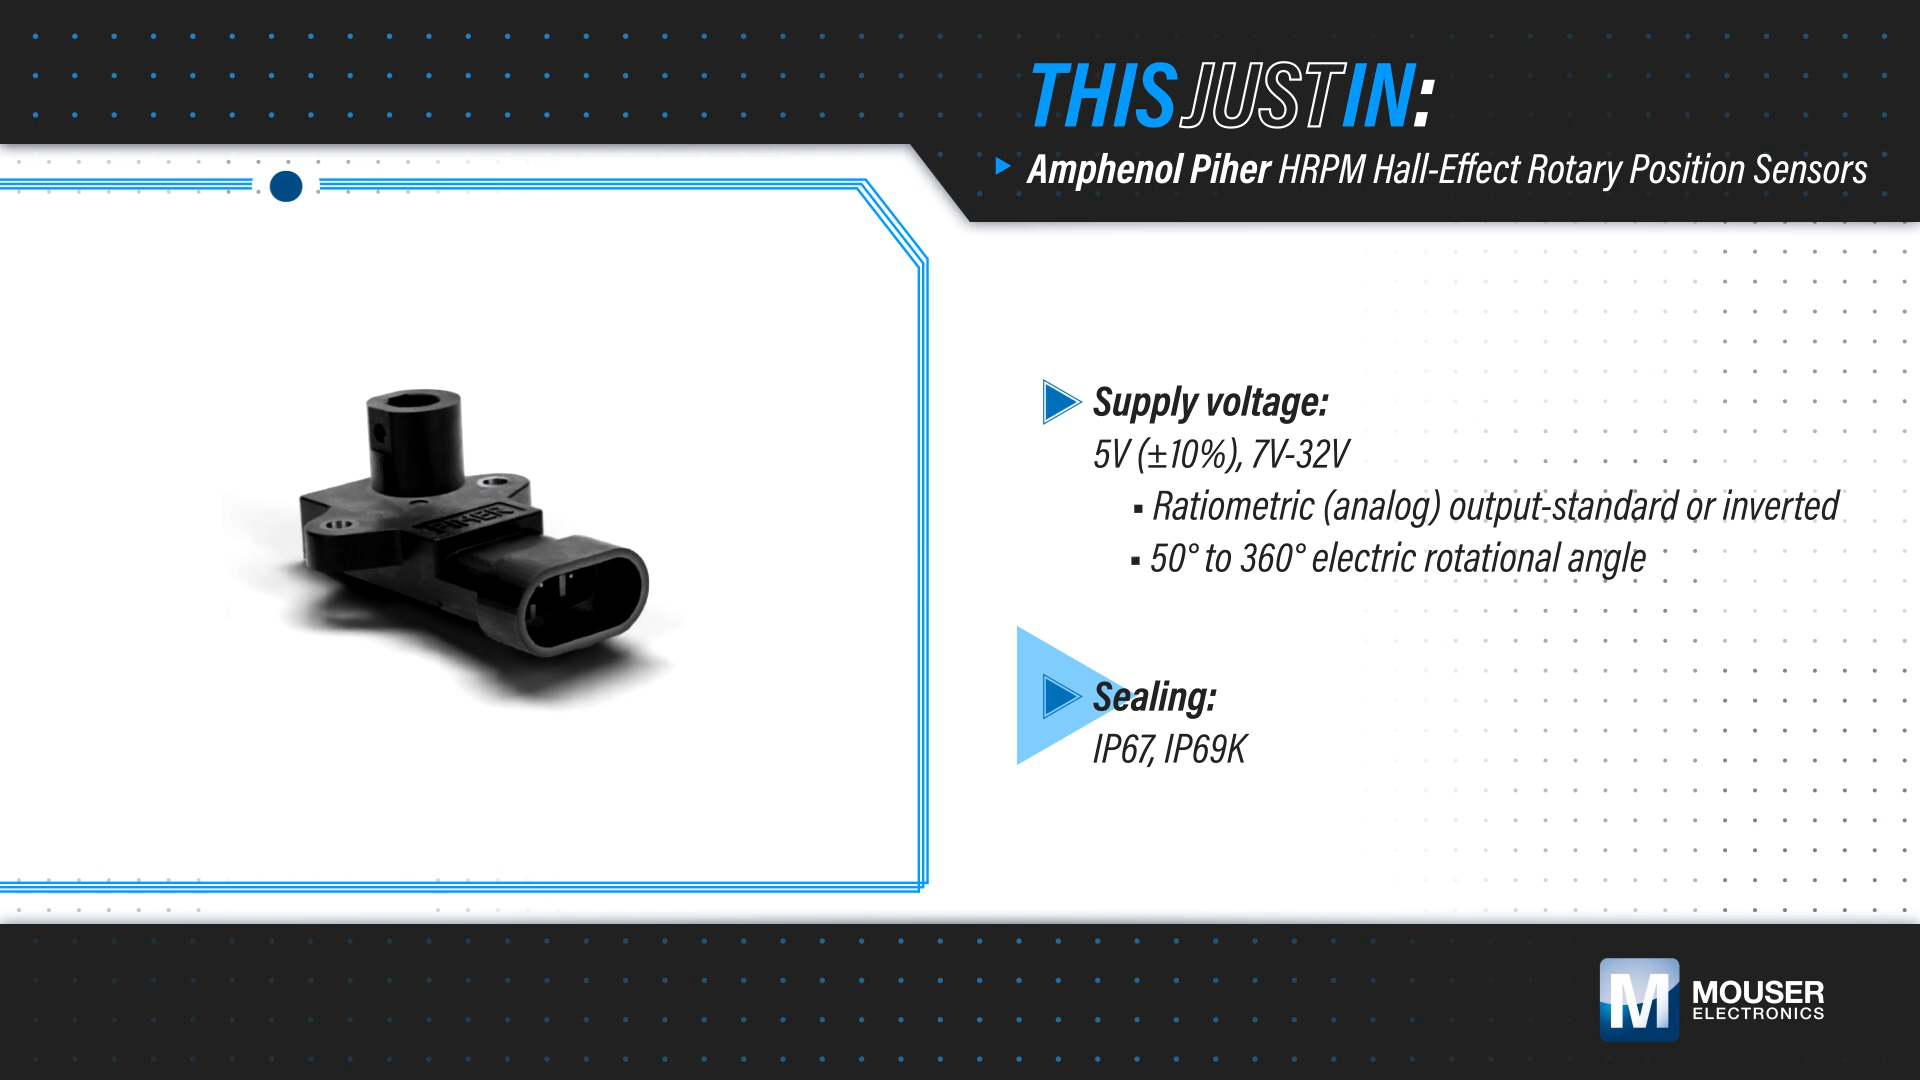 THIS JUST IN:
Amphenol Piher HRPM Hall-Effect Rotary Position Sensors
Supply voltage:
5V (±10%), 7V-32V
▪ Ratiometric (analog) output-standard or inverted
▪ 50° to 360° electric rotational angle
Sealing:
IP67, IP69K
PIHER
M MOUSER
ELECTRONICS